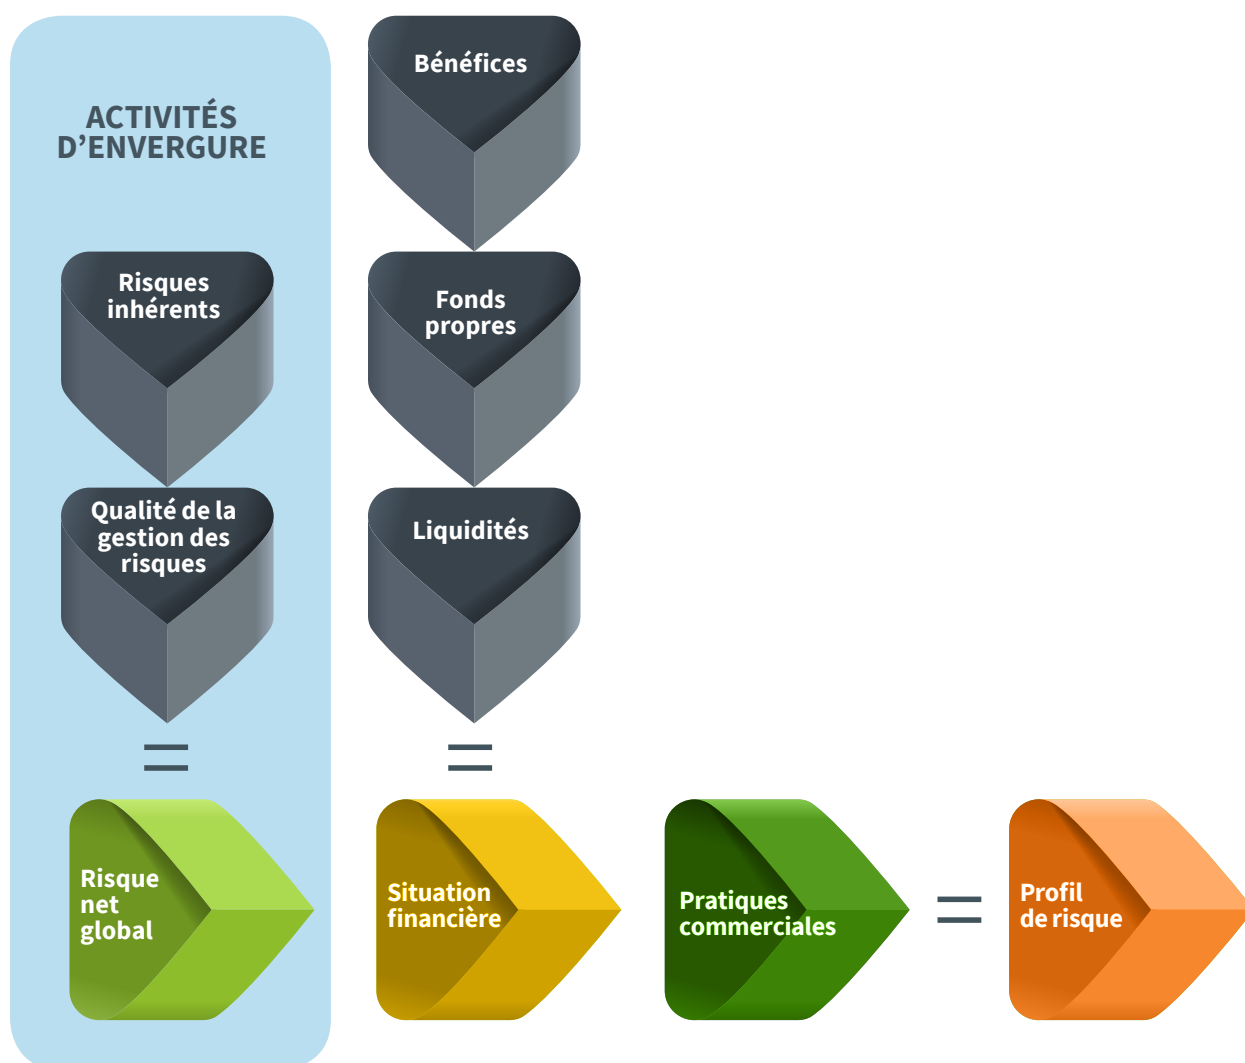 ACTIVITÉS
D’ENVERGURE
Risques
inhérents
Qualité de la
gestion des
risques
=
Risque
net
global
Bénéfices
Fonds
propres
Liquidités
=
Situation
financière
Pratiques
commerciales
=
Profil
de risque